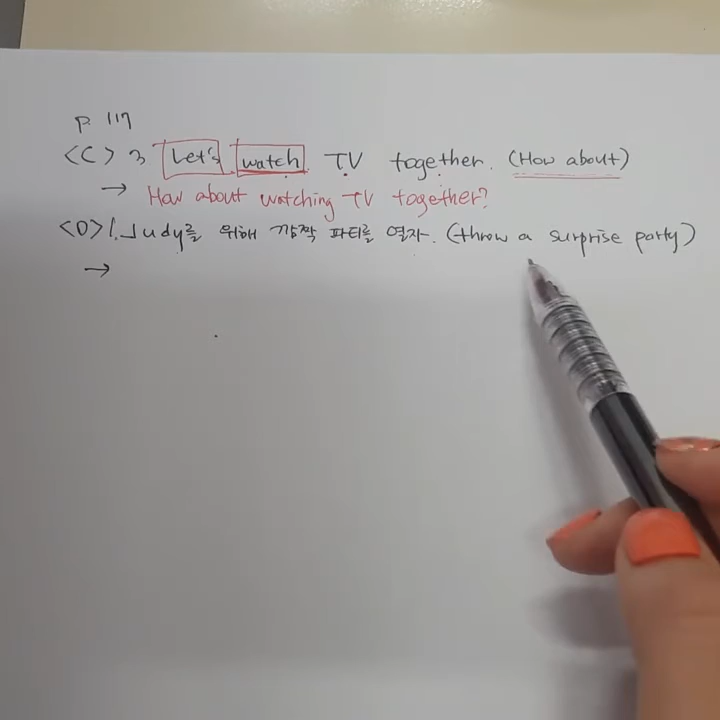 P. 117
<C> 3 Let's watch TV together. (How about)
→ How about watching TV together?
<D> 1. Judy를 위해 깜짝 파티를 열자. (throw a surprise party)
→